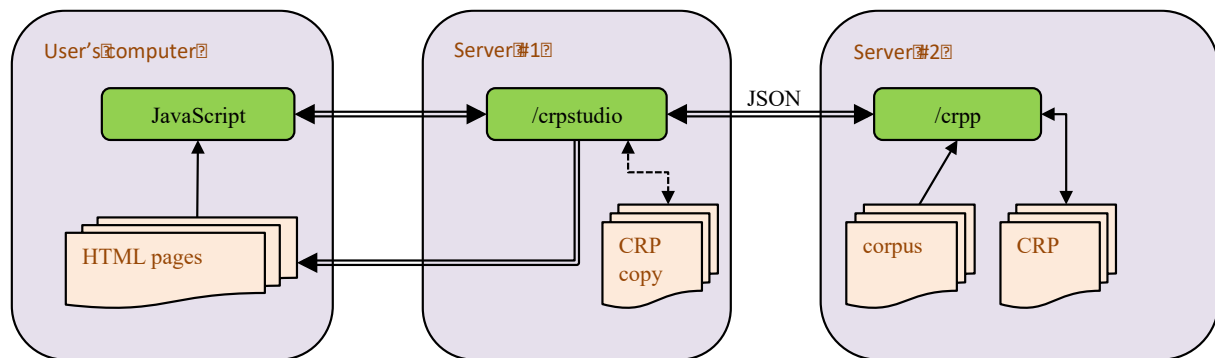 User's computer
Server #1
Server #2
JavaScript
/crpstudio
JSON
/crpp
HTML pages
CRP
copy
corpus
CRP